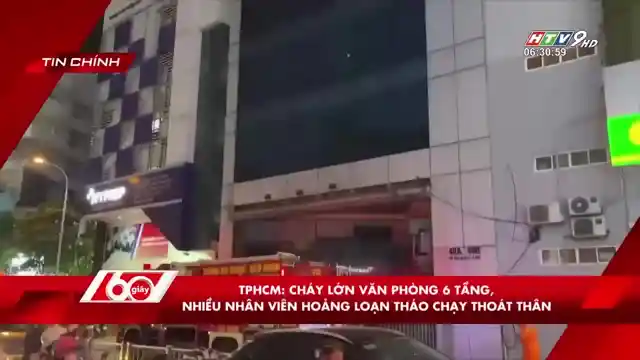 TIN CHÍNH
HTV9HD
06:30:59
60 giây
TPHCM: CHÁY LỚN VĂN PHÒNG 6 TẦNG,
NHIỀU NHÂN VIÊN HOẢNG LOẠN THÁO CHẠY THOÁT THÂN